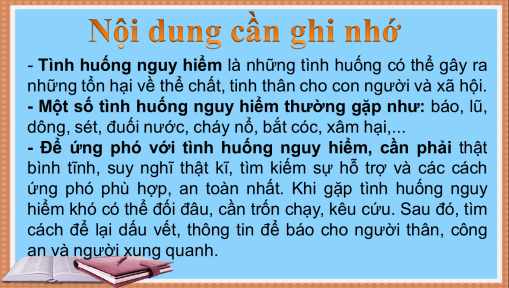 Nội dung cần ghi nhớ
- Tình huống nguy hiểm là những tình huống có thể gây ra
những tổn hại về thể chất, tinh thân cho con người và xã hội.
- Một số tình huống nguy hiểm thường gặp như: báo, lũ,
dông, sét, đuối nước, cháy nổ, bắt cóc, xâm hại,...
- Để ứng phó với tình huống nguy hiểm, cần phải thật
bình tĩnh, suy nghĩ thật kĩ, tìm kiếm sự hỗ trợ và các cách
ứng phó phù hợp, an toàn nhất. Khi gặp tình huống nguy
hiểm khó có thể đối đâu, cần trốn chạy, kêu cứu. Sau đó, tìm
cách để lại dấu vết, thông tin để báo cho người thân, công
an và người xung quanh.